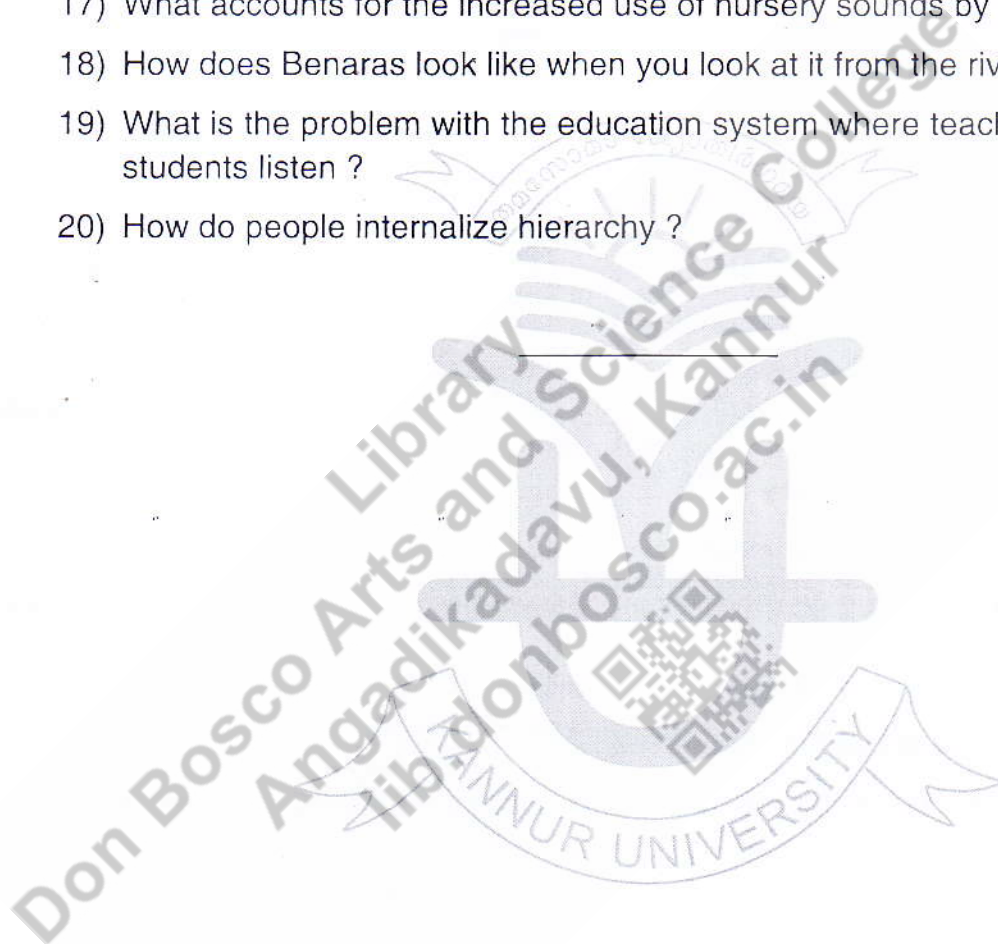 17) What accounts for the increased use of nursery sounds by
18) How does Benaras look like when you look at it from the riv
19) What is the problem with the education system where teac
students listen ?
20) How do people internalize hierarchy ?
Library
Don Bosco Arts and Science College
Angadikadavu, Kannur
lib.donbosco.ac.in
KANNUR UNIVERSITY